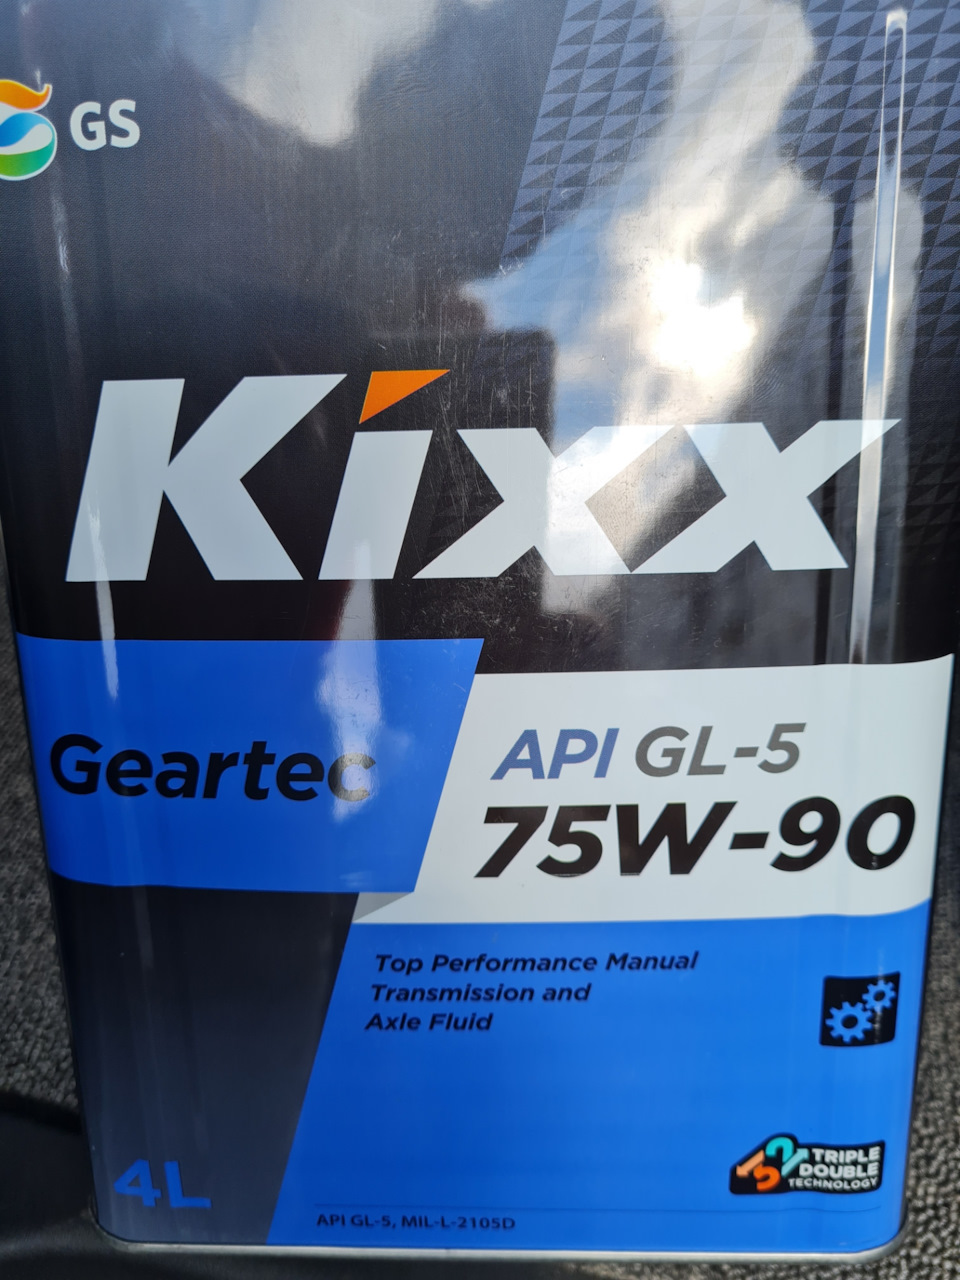 GS
Kixx
Geartec
API GL-5
75W-90
Top Performance Manual
Transmission and
Axle Fluid
TRIPLE
DOUBLE
TECHNOLOGY
4L
API GL-5, MIL-L-2105D